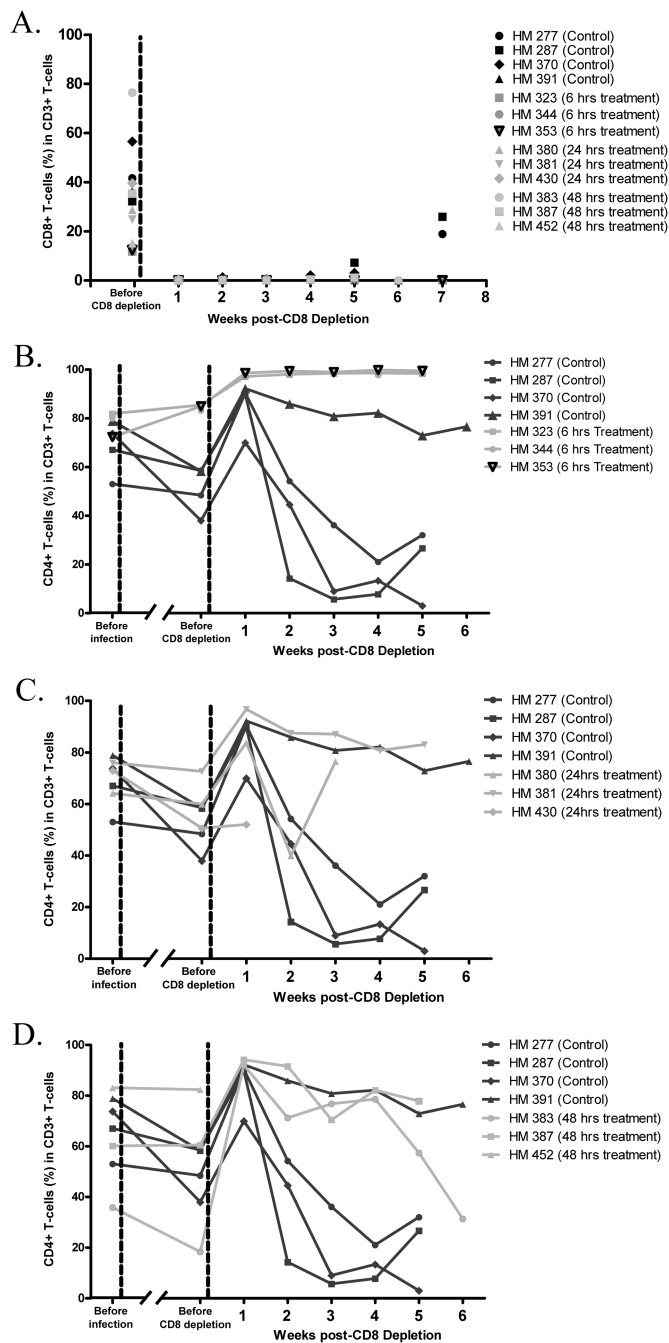 A.
CD8+ T-cells (%) in CD3+ T-cells
100
80
60
40
20
0
Before
CD8 depletion
1 2 3 4 5 6 7 8
Weeks post-CD8 Depletion
HM 277 (Control)
HM 287 (Control)
HM 370 (Control)
HM 391 (Control)
HM 323 (6 hrs treatment)
HM 344 (6 hrs treatment)
HM 353 (6 hrs treatment)
HM 380 (24 hrs treatment)
HM 381 (24 hrs treatment)
HM 430 (24 hrs treatment)
HM 383 (48 hrs treatment)
HM 387 (48 hrs treatment)
HM 452 (48 hrs treatment)
B.
CD4+ T-cells (%) in CD3+ T-cells
100
80
60
40
20
0
Before
infection
Before
CD8 depletion
1 2 3 4 5 6
Weeks post-CD8 Depletion
HM 277 (Control)
HM 287 (Control)
HM 370 (Control)
HM 391 (Control)
HM 323 (6 hrs Treatment)
HM 344 (6 hrs Treatment)
HM 353 (6 hrs Treatment)
C.
CD4+ T-cells (%) in CD3+ T-cells
100
80
60
40
20
0
Before
infection
Before
CD8 depletion
1 2 3 4 5 6
Weeks post-CD8 Depletion
HM 277 (Control)
HM 287 (Control)
HM 370 (Control)
HM 391 (Control)
HM 380 (24hrs treatment)
HM 381 (24hrs treatment)
HM 430 (24hrs treatment)
D.
CD4+ T-cells (%) in CD3+ T-cells
100
80
60
40
20
0
Before
infection
Before
CD8 depletion
1 2 3 4 5 6
Weeks post-CD8 Depletion
HM 277 (Control)
HM 287 (Control)
HM 370 (Control)
HM 391 (Control)
HM 383 (48 hrs treatment)
HM 387 (48 hrs treatment)
HM 452 (48 hrs treatment)